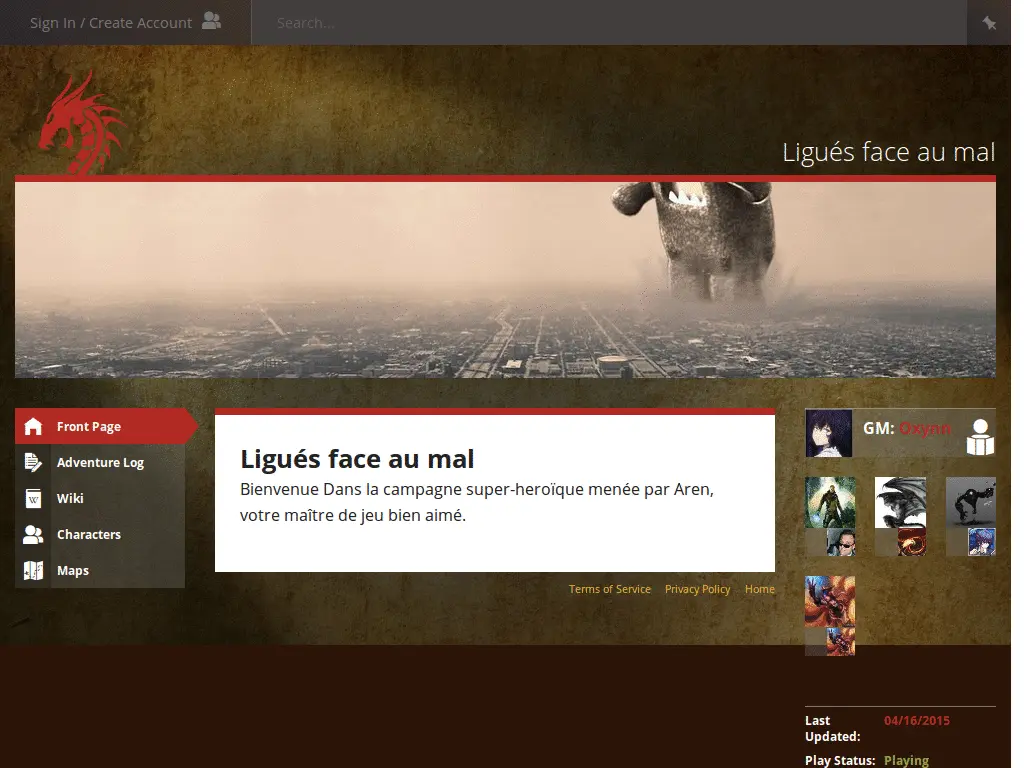 Sign In / Create Account
Search...
Ligués face au mal
Front Page
Adventure Log
Wiki
Characters
Maps
Ligués face au mal
Bienvenue Dans la campagne super-heroïque menée par Aren,
votre maître de jeu bien aimé.
Terms of Service Privacy Policy Home
GM: Oxynn
Last Updated: 04/16/2015
Play Status: Playing